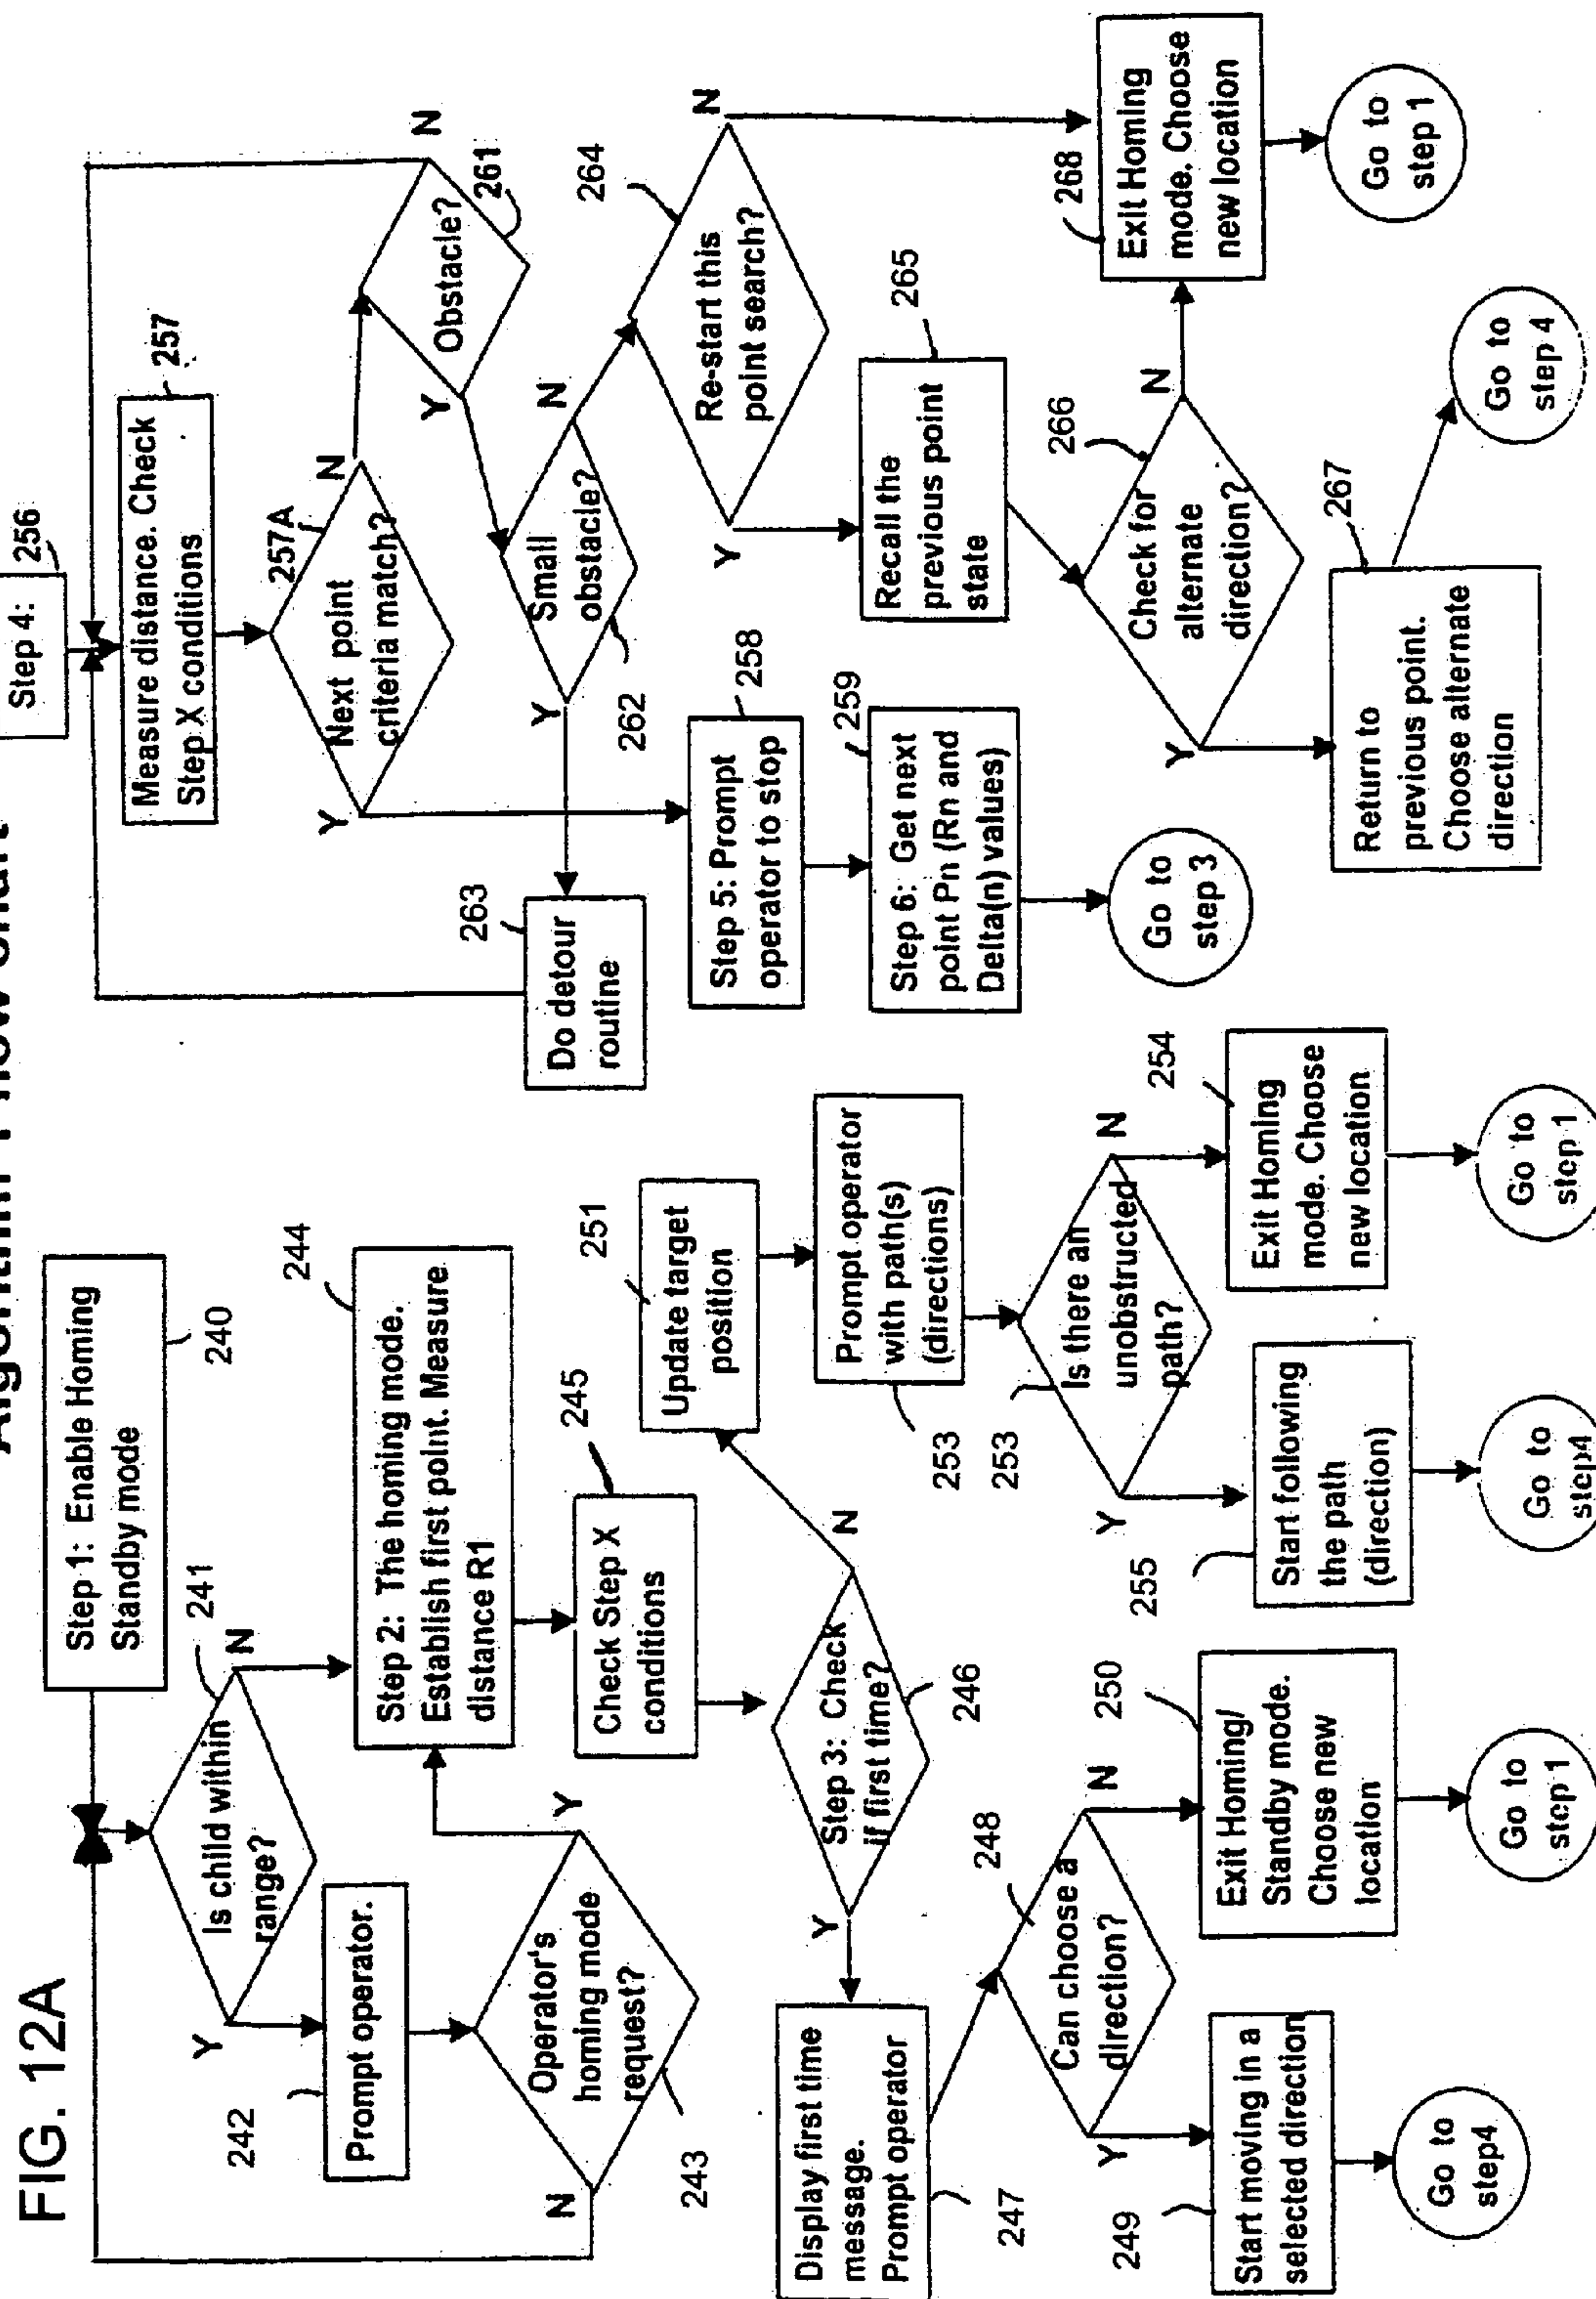 FIG. 12A
Algorithm Flow chart
Step 1: Enable Homing
Standby mode
240
Is child within
range?
241
Y
N
Prompt operator.
242
Operator's
homing mode
request?
243
N
Y
Step 2: The homing mode.
Establish first point. Measure
distance R1
244
Check Step X
conditions
245
Step 3: Check
if first time?
246
Y
N
Display first time
message.
Prompt operator
247
Can choose a
direction?
248
Y
N
Start moving in a
selected direction
249
Go to
step4
Exit Homing/
Standby mode.
Choose new
location
250
Go to
step 1
Update target
position
251
Prompt operator
with path(s)
(directions)
253
Is there an
unobstructed
path?
253
Y
N
Start following
the path
(direction)
255
Go to
step4
Exit Homing
mode. Choose
new location
254
Go to
step 1
Step 4:
256
Measure distance. Check
Step X conditions
257
Next point
criteria match?
257A
Y
N
Obstacle?
261
Y
N
Small
obstacle?
262
Y
N
Do detour
routine
263
Step 5: Prompt
operator to stop
258
Step 6: Get next
point Pn (Rn and
Delta(n) values)
259
Go to
step 3
Re-start this
point search?
264
Y
N
Recall the
previous point
state
265
Check for
alternate
direction?
266
Y
N
Return to
previous point.
Choose alternate
direction
267
Go to
step 4
Exit Homing
mode. Choose
new location
268
Go to
step 1